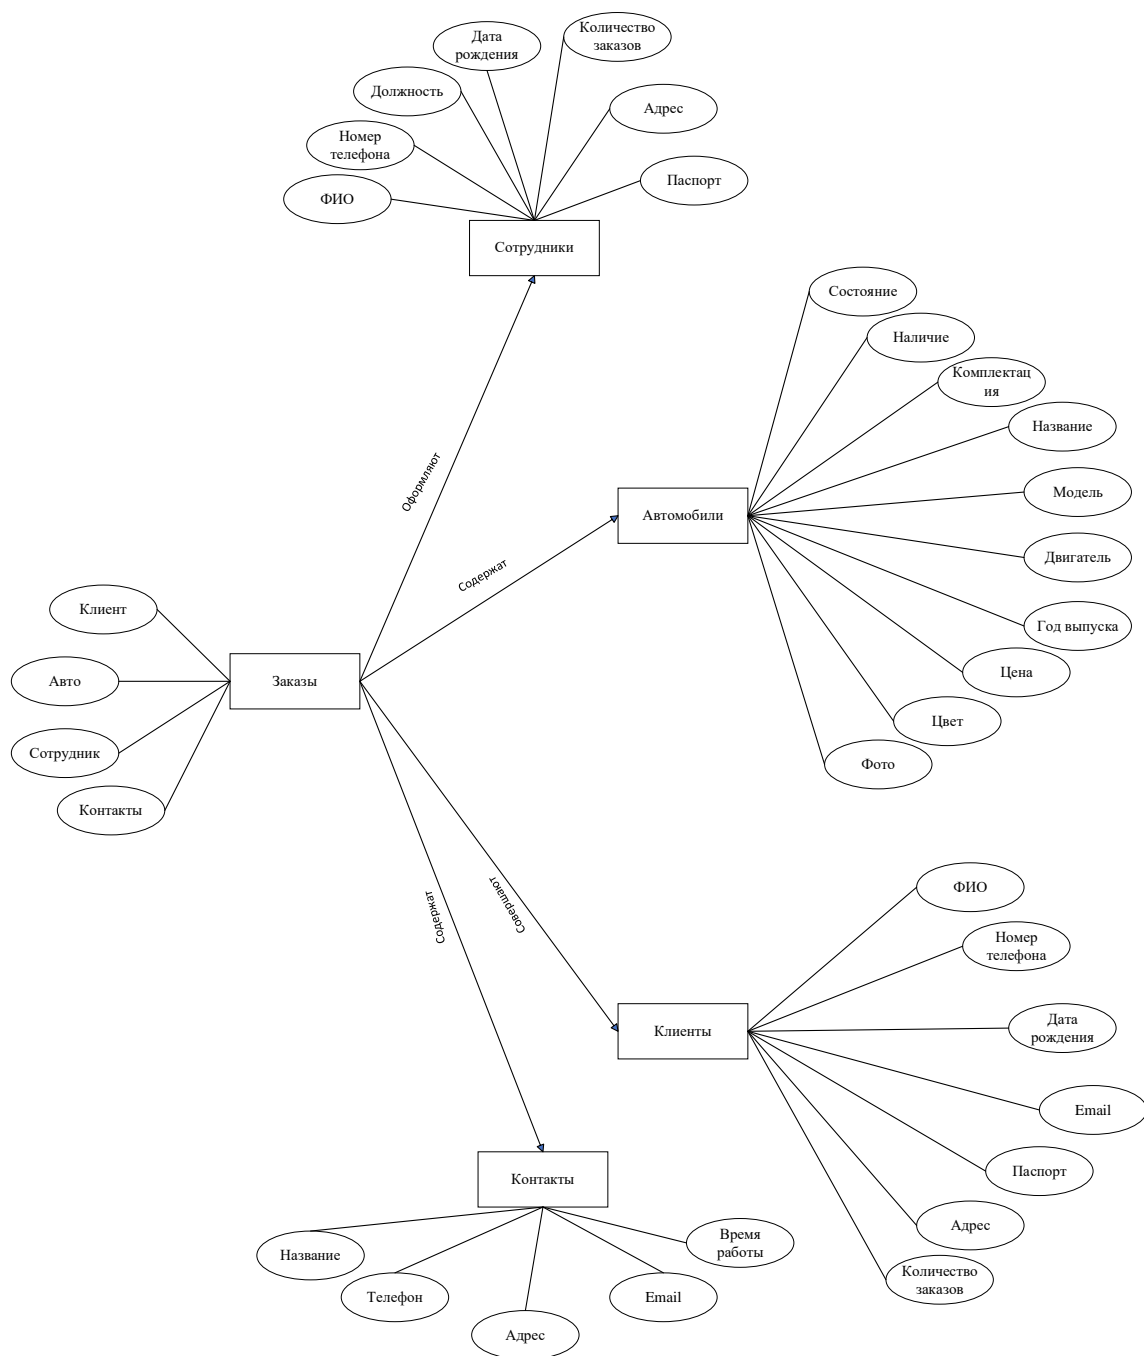 Количество
заказов
Дата
рождения
Должность
Адрес
Номер
телефона
Паспорт
ФИО
Сотрудники
Состояние
Наличие
Комплектац
ия
Название
Модель
Оформляют
Автомобили
Двигатель
Содержат
Клиент
Год выпуска
Заказы
Авто
Цена
Цвет
Сотрудник
Фото
Контакты
ФИО
Совершают
Содержат
Номер
телефона
Клиенты
Дата
рождения
Email
Паспорт
Контакты
Адрес
Время
работы
Название
Количество
заказов
Телефон
Email
Адрес